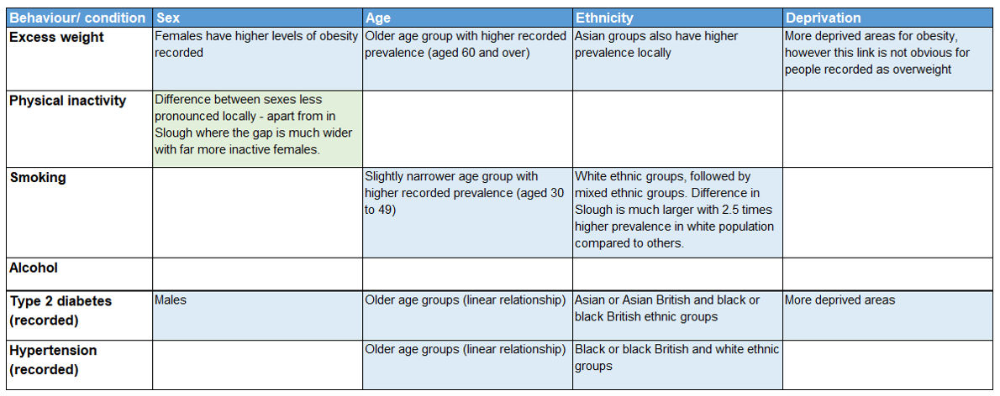 Behaviour/ condition Sex Age Ethnicity Deprivation
Excess weight
Females have higher levels of obesity
recorded
Older age group with higher recorded
prevalence (aged 60 and over)
Asian groups also have higher
prevalence locally
More deprived areas for obesity,
however this link is not obvious for
people recorded as overweight
Physical inactivity
Difference between sexes less
pronounced locally - apart from in
Slough where the gap is much wider
with far more inactive females.
Smoking
Slightly narrower age group with
higher recorded prevalence (aged 30
to 49)
White ethnic groups, followed by
mixed ethnic groups. Difference in
Slough is much larger with 2.5 times
higher prevalence in white population
compared to others.
Alcohol
Type 2 diabetes
(recorded)
Males
Older age groups (linear relationship)
Asian or Asian British and black or
black British ethnic groups
More deprived areas
Hypertension
(recorded)
Older age groups (linear relationship)
Black or black British and white ethnic
groups